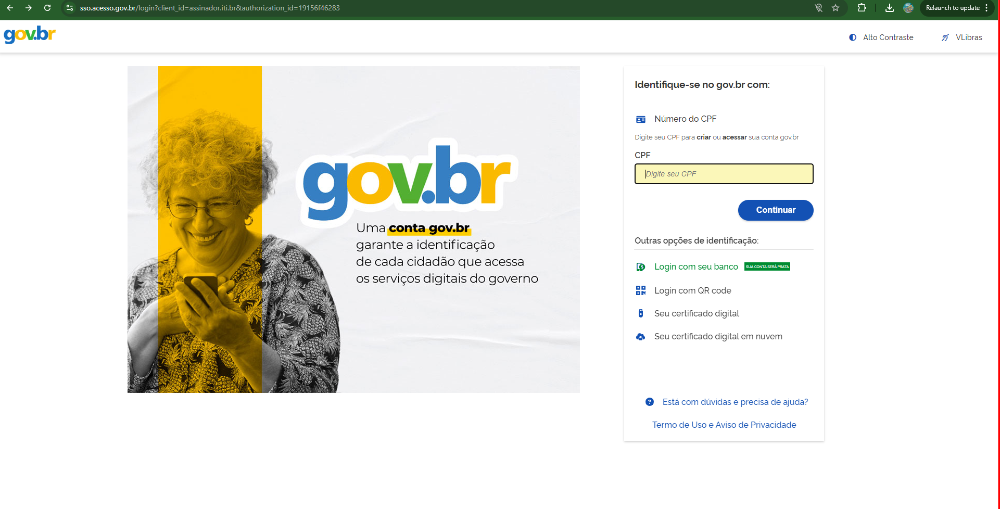 sso.acesso.gov.br/login?client_id=assinador.iti.br&authorization_id=19156f46283
Relaunch to update
gov.br
Alto Contraste
VLibras
gov.br
Uma conta gov.br
garante a identificação
de cada cidadão que acessa
os serviços digitais do governo
Identifique-se no gov.br com:
Número do CPF
Digite seu CPF para criar ou acessar sua conta gov.br
CPF
Digite seu CPF
Continuar
Outras opções de identificação:
Login com seu banco SUA CONTA SERÁ PRATA
Login com QR code
Seu certificado digital
Seu certificado digital em nuvem
Está com dúvidas e precisa de ajuda?
Termo de Uso e Aviso de Privacidade